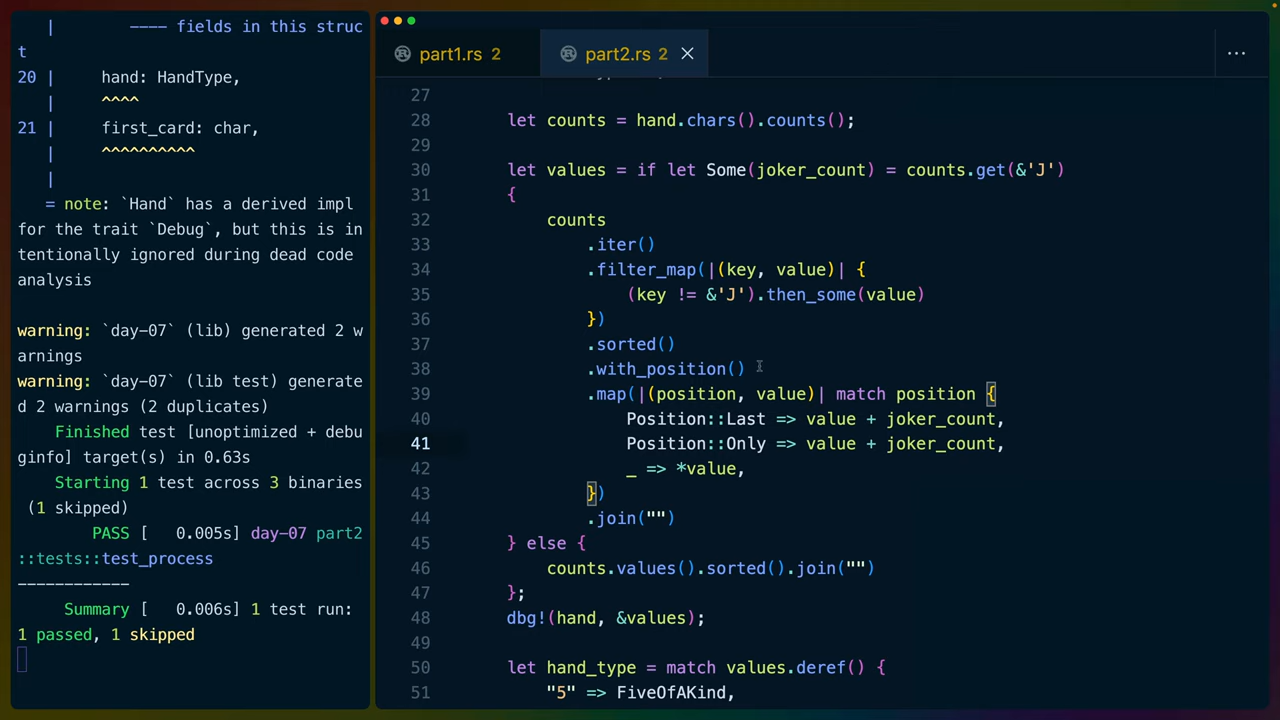 |        ---- fields in this struc
t
20 |     hand: HandType,
|     ^^^^
21 |     first_card: char,
|     ^^^^^^^^^^
|
= note: `Hand` has a derived impl
for the trait `Debug`, but this is in
tentionally ignored during dead code
analysis
warning: `day-07` (lib) generated 2 w
arnings
warning: `day-07` (lib test) generate
d 2 warnings (2 duplicates)
Finished test [unoptimized + debu
ginfo] target(s) in 0.63s
Starting 1 test across 3 binaries
(1 skipped)
PASS [   0.005s] day-07 part2
::tests::test_process
------------
Summary [   0.006s] 1 test run:
1 passed, 1 skipped
part1.rs 2
part2.rs 2
27
28 let counts = hand.chars().counts();
29
30 let values = if let Some(joker_count) = counts.get(&'J')
31 {
32 counts
33 .iter()
34 .filter_map(|(key, value)| {
35 (key != &'J').then_some(value)
36 })
37 .sorted()
38 .with_position()
39 .map(|(position, value)| match position {
40 Position::Last => value + joker_count,
41 Position::Only => value + joker_count,
42 _ => *value,
43 })
44 .join("")
45 } else {
46 counts.values().sorted().join("")
47 };
48 dbg!(hand, &values);
49
50 let hand_type = match values.deref() {
51 "5" => FiveOfAKind,